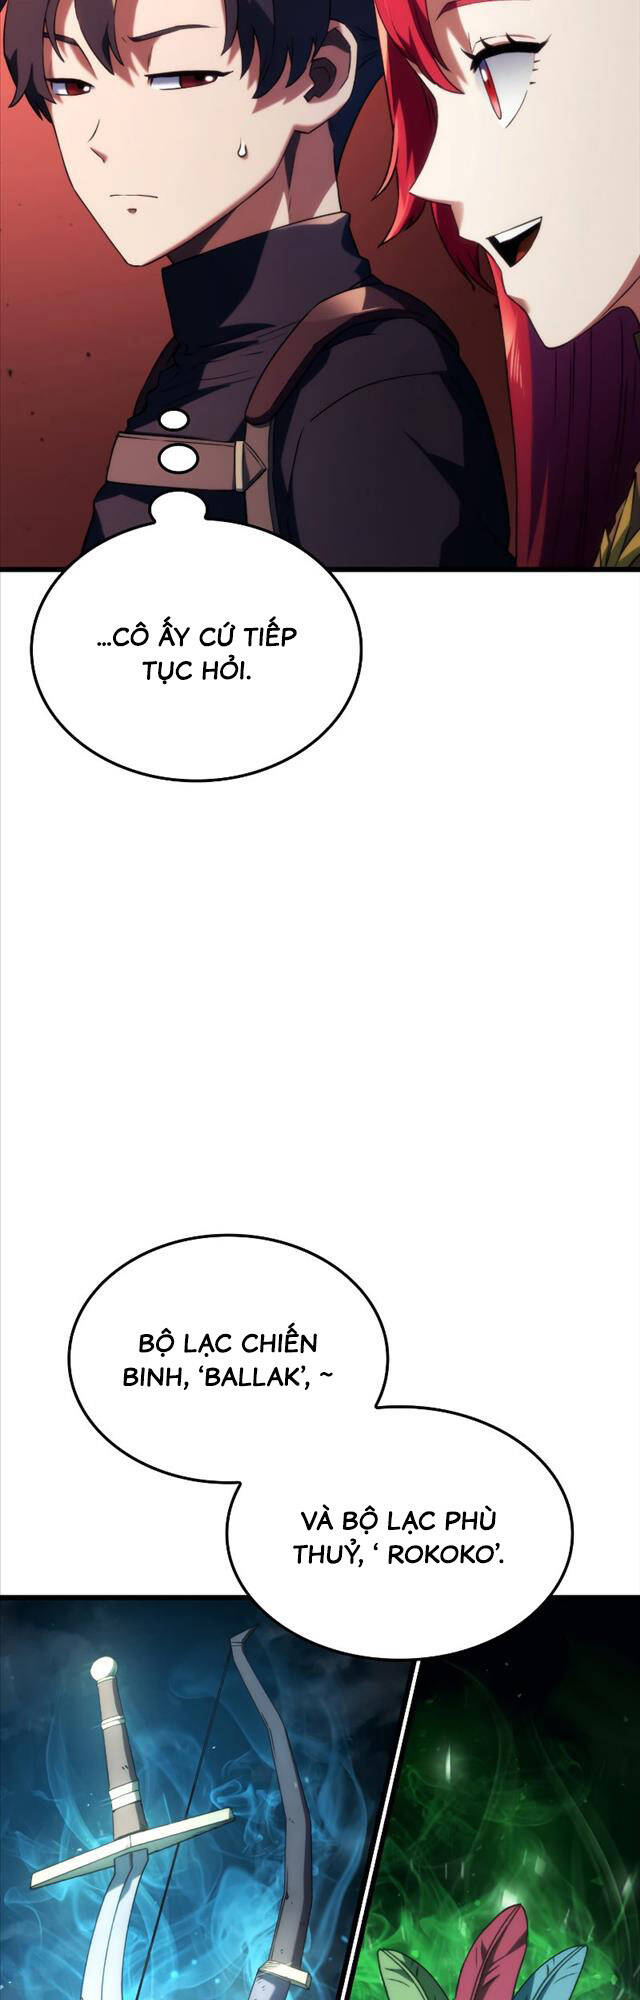 ...CÔ ẤY CỨ TIẾP
TỤC HỎI.
BỘ LẠC CHIẾN
BINH, ‘BALLAK’, ~
VÀ BỘ LẠC PHÙ
THUỶ, ‘ ROKOKO’.